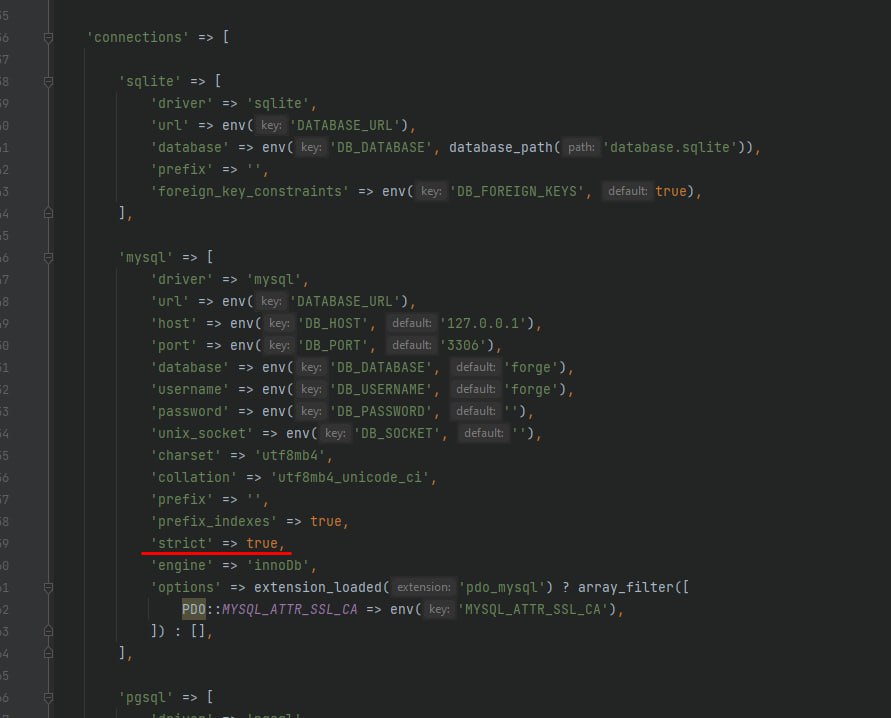 35
36 'connections' => [
37
38 'sqlite' => [
39 'driver' => 'sqlite',
40 'url' => env( key: 'DATABASE_URL'),
41 'database' => env( key: 'DB_DATABASE', database_path( path: 'database.sqlite')),
42 'prefix' => '',
43 'foreign_key_constraints' => env( key: 'DB_FOREIGN_KEYS', default: true),
44 ],
45
46 'mysql' => [
47 'driver' => 'mysql',
48 'url' => env( key: 'DATABASE_URL'),
49 'host' => env( key: 'DB_HOST', default: '127.0.0.1'),
50 'port' => env( key: 'DB_PORT', default: '3306'),
51 'database' => env( key: 'DB_DATABASE', default: 'forge'),
52 'username' => env( key: 'DB_USERNAME', default: 'forge'),
53 'password' => env( key: 'DB_PASSWORD', default: ''),
54 'unix_socket' => env( key: 'DB_SOCKET', default: ''),
55 'charset' => 'utf8mb4',
56 'collation' => 'utf8mb4_unicode_ci',
57 'prefix' => '',
58 'prefix_indexes' => true,
59 'strict' => true,
60 'engine' => 'innoDb',
61 'options' => extension_loaded( extension: 'pdo_mysql') ? array_filter([
62 PDO::MYSQL_ATTR_SSL_CA => env( key: 'MYSQL_ATTR_SSL_CA'),
63 ]) : [],
64 ],
65
66 'pgsql' => [